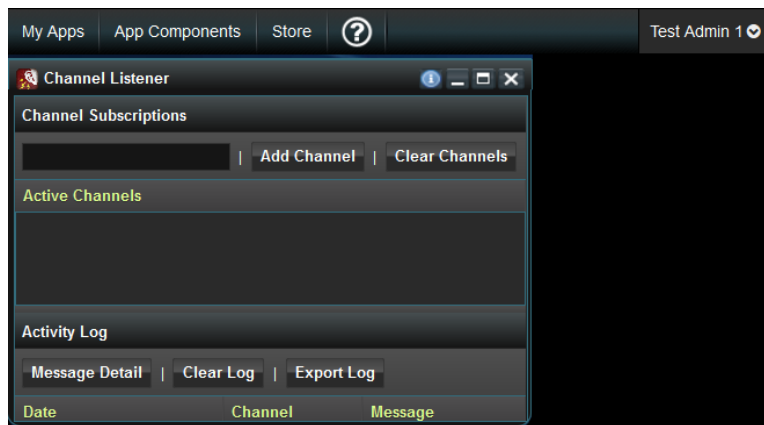 My Apps App Components Store ? Test Admin 1
Channel Listener
Channel Subscriptions
| Add Channel | Clear Channels
Active Channels
Activity Log
Message Detail | Clear Log | Export Log
Date Channel Message